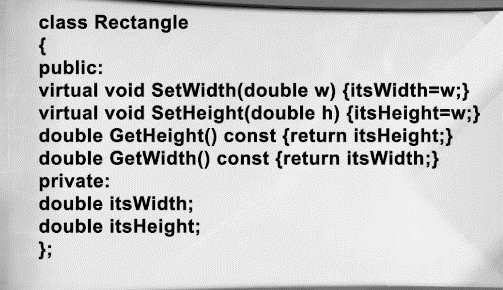 class Rectangle
{
public:
virtual void SetWidth(double w) {itsWidth=w;}
virtual void SetHeight(double h) {itsHeight=w;}
double GetHeight() const {return itsHeight;}
double GetWidth() const {return itsWidth;}
private:
double itsWidth;
double itsHeight;
};